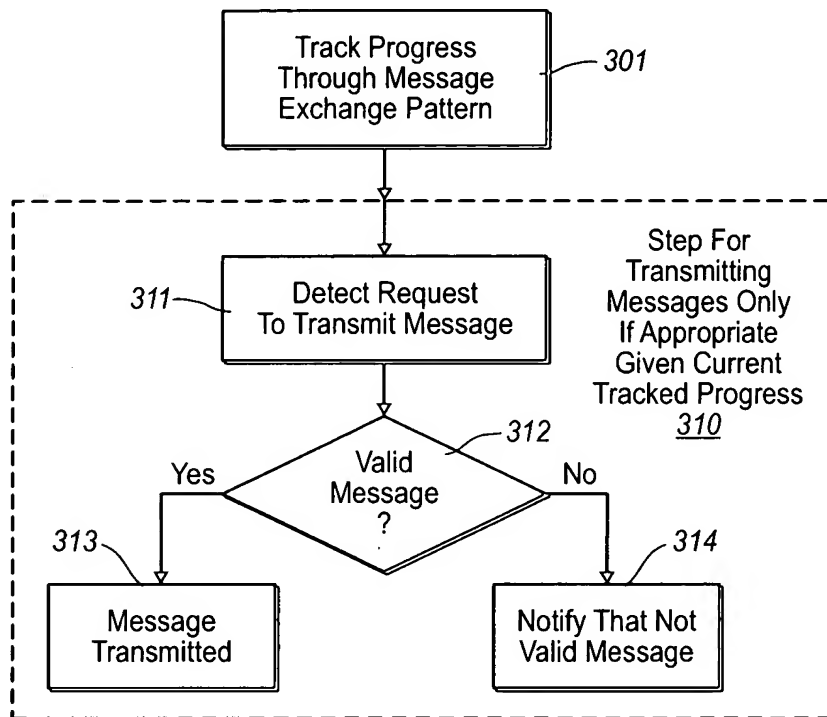 Track Progress
Through Message
Exchange Pattern
301
Step For
Transmitting
Messages Only
If Appropriate
Given Current
Tracked Progress
310
311
Detect Request
To Transmit Message
312
Valid
Message
?
Yes
No
313
Message
Transmitted
314
Notify That Not
Valid Message